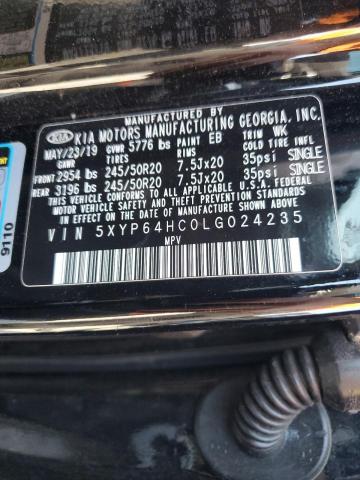 MANUFACTURED BY
KIA KIA MOTORS MANUFACTURING GEORGIA, INC.
MAY/23/19 GVWR 5776 lbs PAINT EB TRIM WK
GAWR TIRES RIMS COLD TIRE INFL
FRONT 2954 lbs 245/50R20 7.5Jx20 35psi SINGLE
REAR 3196 lbs 245/50R20 7.5Jx20 35psi SINGLE
THIS VEHICLE CONFORMS TO ALL APPLICABLE U.S.A. FEDERAL
MOTOR VEHICLE SAFETY BUMPER AND THEFT PREVENTION STANDARDS
IN EFFECT ON THE DATE OF MANUFACTURE SHOWN ABOVE.
VIN 5XYP64HC0LG024235
MPV
9110